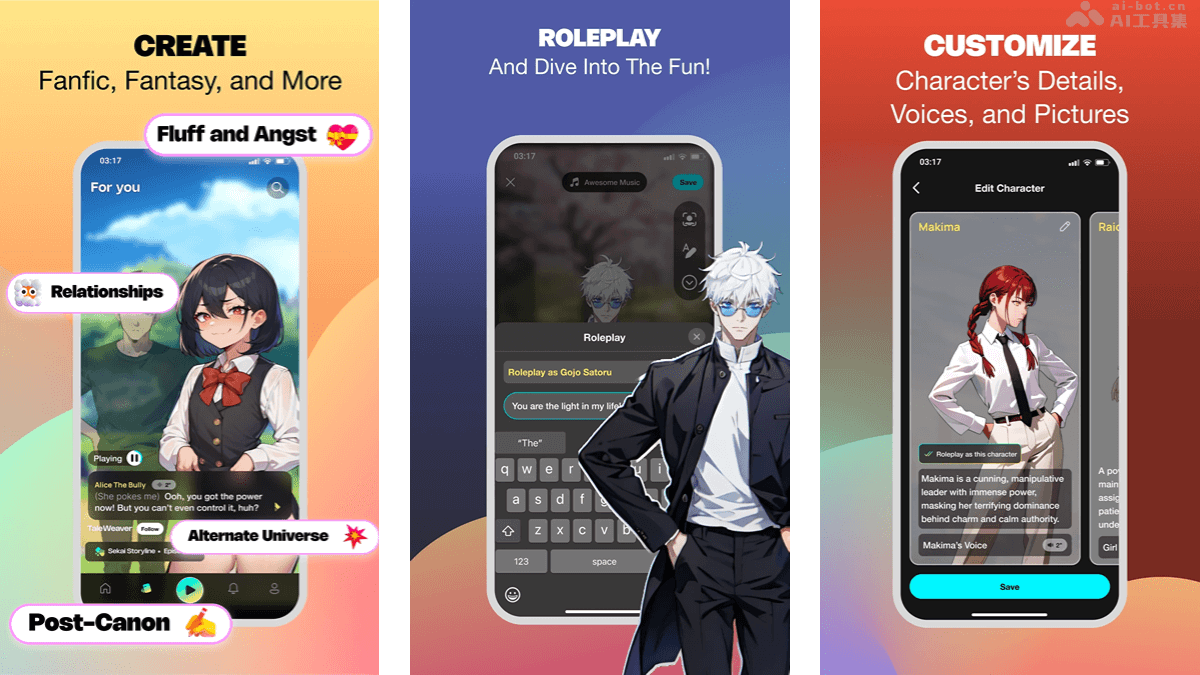 CREATE
Fanfic, Fantasy, and More
Fluff and Angst
03:17
For you
Relationships
Playing
Alice The Bully
2"
(She pokes me) Ooh, you got the power
now! But you can't even control it, huh?
TaleWeaver
Follow
Alternate Universe
Sekai Storyline •
Post-Canon
ROLEPLAY
And Dive Into The Fun!
03:17
Awesome Music
Save
Roleplay
Roleplay as Gojo Satoru
You are the light in my life!
"The"
q w e r u i
a s d f g
z x c v b
123
space
ai-bot.cn
AI工具集
CUSTOMIZE
Character's Details,
Voices, and Pictures
03:17
Edit Character
Makima
Roleplay as this character
Makima is a cunning, manipulative
leader with immense power,
masking her terrifying dominance
behind charm and calm authority.
Makima's Voice
2"
Raid
A po
main
assig
patie
unde
Girl
Save